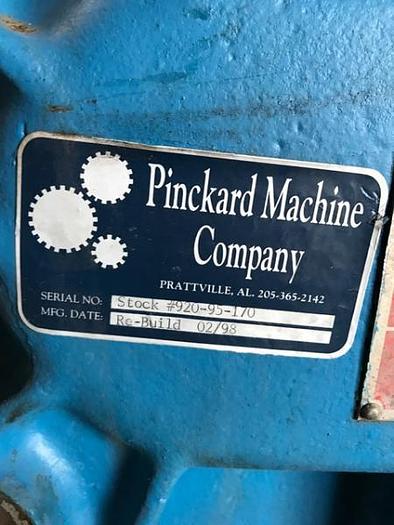 Pinckard Machine
Company
PRATTVILLE, AL. 205-365-2142
SERIAL NO: Stock #920-95-170
MFG. DATE: Re-Build 02/98